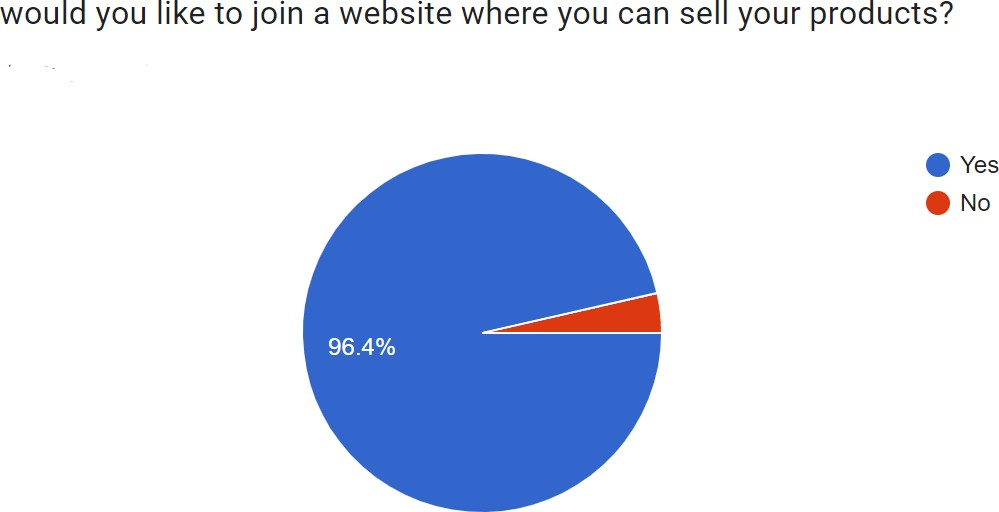 would you like to join a website where you can sell your products?
Yes
No
96.4%